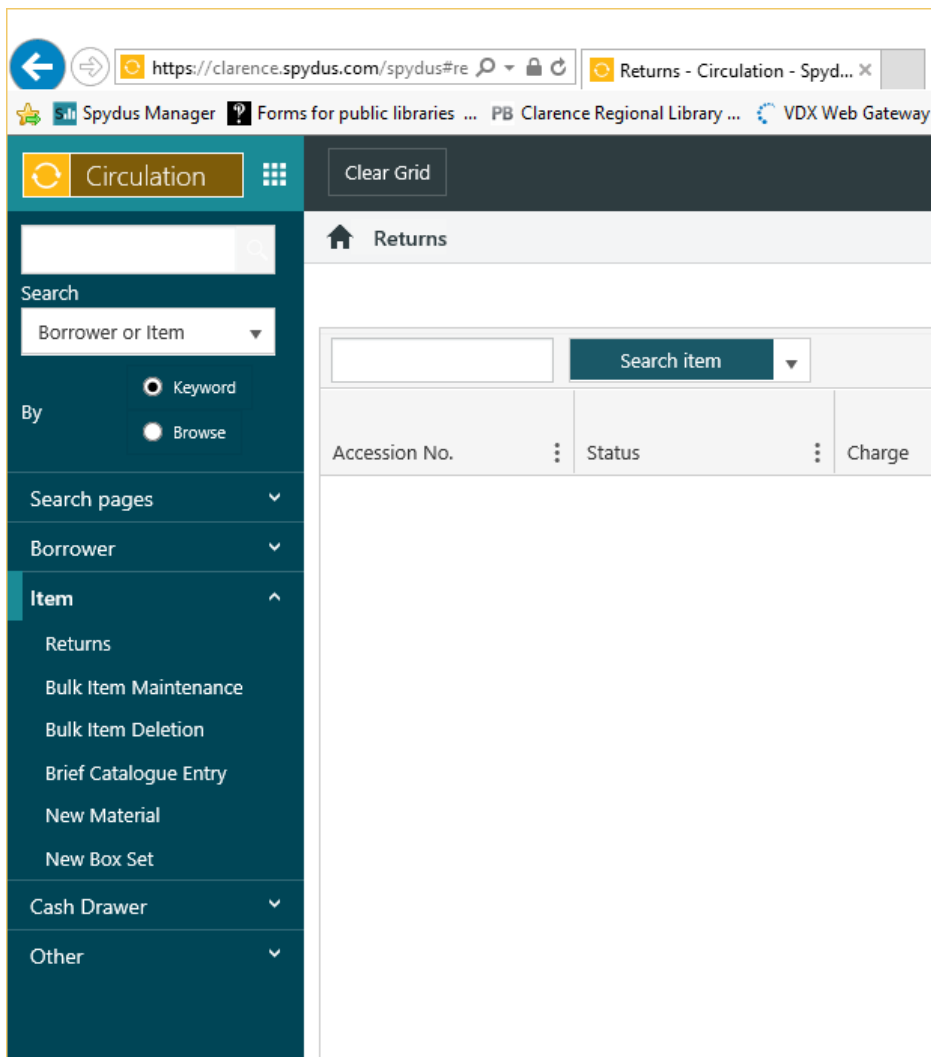 https://clarence.spydus.com/spydus#re
Returns - Circulation - Spyd...
Spydus Manager Forms for public libraries ... PB Clarence Regional Library ... VDX Web Gateway
Circulation
Clear Grid
Returns
Search
Borrower or Item
Search item
Keyword
By
Browse
Accession No. Status Charge
Search pages
Borrower
Item
Returns
Bulk Item Maintenance
Bulk Item Deletion
Brief Catalogue Entry
New Material
New Box Set
Cash Drawer
Other